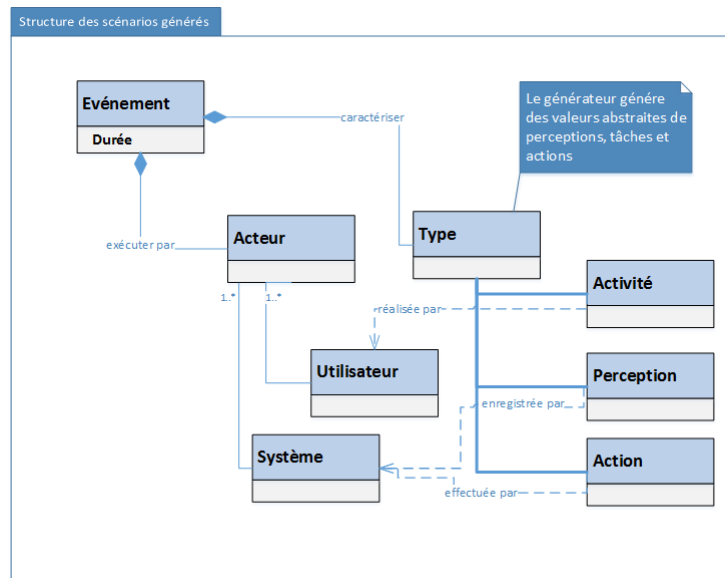 Structure des scénarios générés
Evénement
Durée
caractériser
Le générateur génére
des valeurs abstraites de
perceptions, tâches et
actions
exécuter par
Acteur
Type
1..*
1..*
Activité
réalisée par
Utilisateur
Perception
enregistrée par
Système
Action
effectuée par